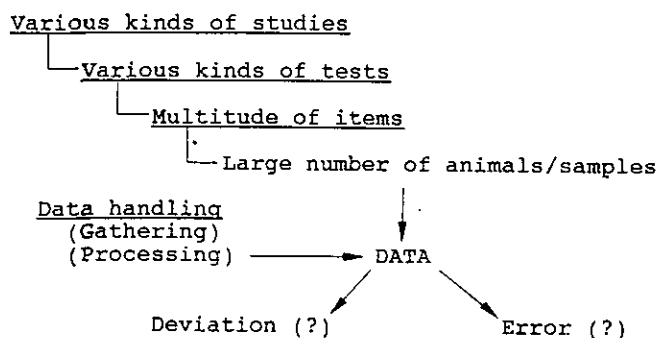 Various kinds of studies
Various kinds of tests
Multitude of items
Large number of animals/samples
Data handling
(Gathering)
(Processing)
DATA
Deviation (?)
Error (?)